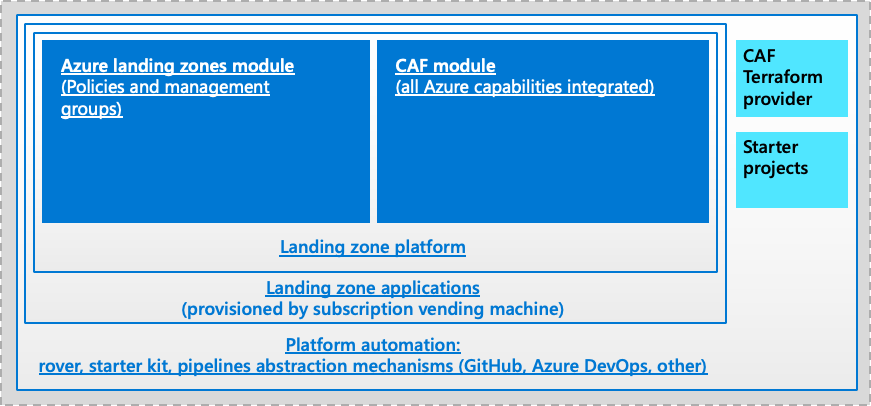 Azure landing zones module
(Policies and management
groups)
CAF module
(all Azure capabilities integrated)
CAF
Terraform
provider
Starter
projects
Landing zone platform
Landing zone applications
(provisioned by subscription vending machine)
Platform automation:
rover, starter kit, pipelines abstraction mechanisms (GitHub, Azure DevOps, other)